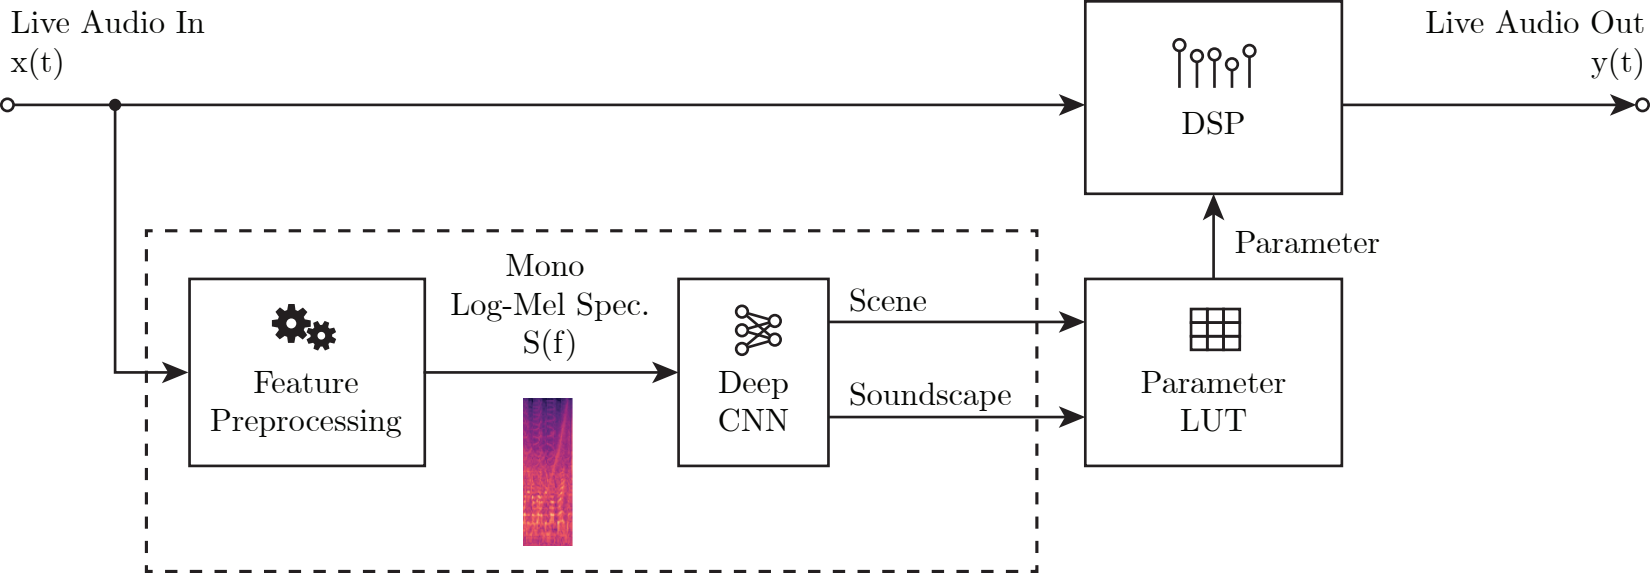 Live Audio In
x(t)
Live Audio Out
y(t)
DSP
Parameter
Mono
Log-Mel Spec.
S(f)
Feature
Preprocessing
Deep
CNN
Scene
Soundscape
Parameter
LUT